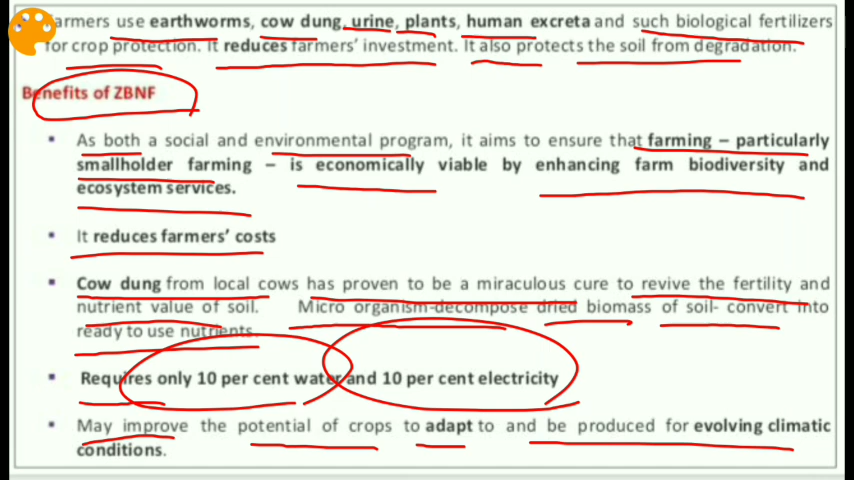 Farmers use earthworms, cow dung, urine, plants, human excreta and such biological fertilizers
for crop protection. It reduces farmers' investment. It also protects the soil from degradation.
Benefits of ZBNF
▪ As both a social and environmental program, it aims to ensure that farming – particularly
smallholder farming – is economically viable by enhancing farm biodiversity and
ecosystem services.
▪ It reduces farmers' costs
▪ Cow dung from local cows has proven to be a miraculous cure to revive the fertility and
nutrient value of soil. Micro organism-decompose dried biomass of soil- convert into
ready to use nutrients.
▪ Requires only 10 per cent water and 10 per cent electricity
▪ May improve the potential of crops to adapt to and be produced for evolving climatic
conditions.